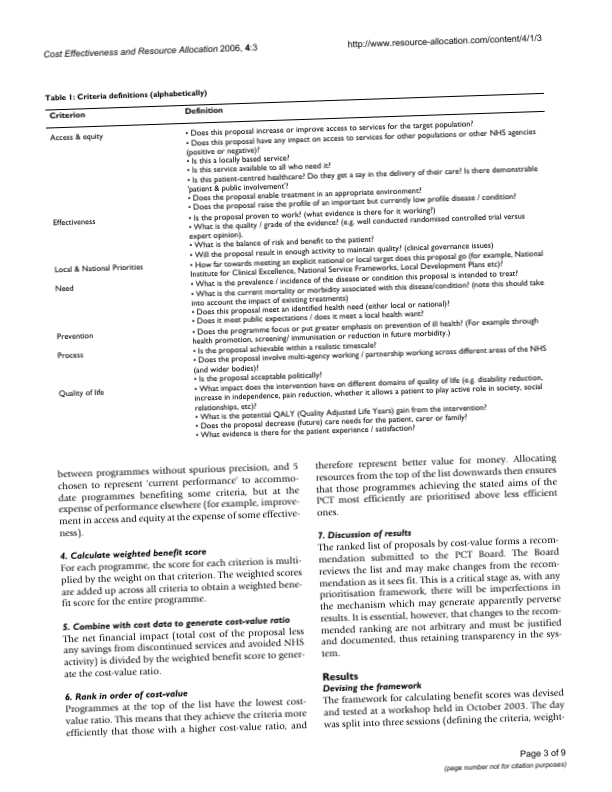 Cost Effectiveness and Resource Allocation 2006, 4:3
http://www.resource-allocation.com/content/4/1/3
Table 1: Criteria definitions (alphabetically)
Criterion Definition
Access & equity • Does this proposal increase or improve access to services for the target population?
• Does this proposal have any impact on access to services for other populations or other NHS agencies
(positive or negative)?
• Is this a locally based service?
• Is this service available to all who need it?
• Is this patient-centred healthcare? Do they get a say in the delivery of their care? Is there demonstrable
'patient & public involvement'?
• Does the proposal enable treatment in an appropriate environment?
• Does the proposal raise the profile of an important but currently low profile disease / condition?
Effectiveness • Is the proposal proven to work? (what evidence is there for it working?)
• What is the quality / grade of the evidence? (e.g. well conducted randomised controlled trial versus
expert opinion).
• What is the balance of risk and benefit to the patient?
• Will the proposal result in enough activity to maintain quality? (clinical governance issues)
Local & National Priorities • How far towards meeting an explicit national or local target does this proposal go (for example, National
Institute for Clinical Excellence, National Service Frameworks, Local Development Plans etc)?
Need • What is the prevalence / incidence of the disease or condition this proposal is intended to treat?
• What is the current mortality or morbidity associated with this disease/condition? (note this should take
into account the impact of existing treatments)
• Does this proposal meet an identified health need (either local or national)?
• Does it meet public expectations / does it meet a local health want?
Prevention • Does the programme focus or put greater emphasis on prevention of ill health? (For example through
health promotion, screening/ immunisation or reduction in future morbidity.)
Process • Is the proposal achievable within a realistic timescale?
• Does the proposal involve multi-agency working / partnership working across different areas of the NHS
(and wider bodies)?
• Is the proposal acceptable politically?
Quality of life • What impact does the intervention have on different domains of quality of life (e.g. disability reduction,
increase in independence, pain reduction, whether it allows a patient to play active role in society, social
relationships, etc)?
• What is the potential QALY (Quality Adjusted Life Years) gain from the intervention?
• Does the proposal decrease (future) care needs for the patient, carer or family?
• What evidence is there for the patient experience / satisfaction?
between programmes without spurious precision, and 5
chosen to represent 'current performance' to accommo-
date programmes benefiting some criteria, but at the
expense of performance elsewhere (for example, improve-
ment in access and equity at the expense of some effective-
ness).
4. Calculate weighted benefit score
For each programme, the score for each criterion is multi-
plied by the weight on that criterion. The weighted scores
are added up across all criteria to obtain a weighted bene-
fit score for the entire programme.
5. Combine with cost data to generate cost-value ratio
The net financial impact (total cost of the proposal less
any savings from discontinued services and avoided NHS
activity) is divided by the weighted benefit score to gener-
ate the cost-value ratio.
6. Rank in order of cost-value
Programmes at the top of the list have the lowest cost-
value ratio. This means that they achieve the criteria more
efficiently that those with a higher cost-value ratio, and
therefore represent better value for money. Allocating
resources from the top of the list downwards then ensures
that those programmes achieving the stated aims of the
PCT most efficiently are prioritised above less efficient
ones.
7. Discussion of results
The ranked list of proposals by cost-value forms a recom-
mendation submitted to the PCT Board. The Board
reviews the list and may make changes from the recom-
mendation as it sees fit. This is a critical stage as, with any
prioritisation framework, there will be imperfections in
the mechanism which may generate apparently perverse
results. It is essential, however, that changes to the recom-
mended ranking are not arbitrary and must be justified
and documented, thus retaining transparency in the sys-
tem.
Results
Devising the framework
The framework for calculating benefit scores was devised
and tested at a workshop held in October 2003. The day
was split into three sessions (defining the criteria, weight-
Page 3 of 9
(page number not for citation purposes)